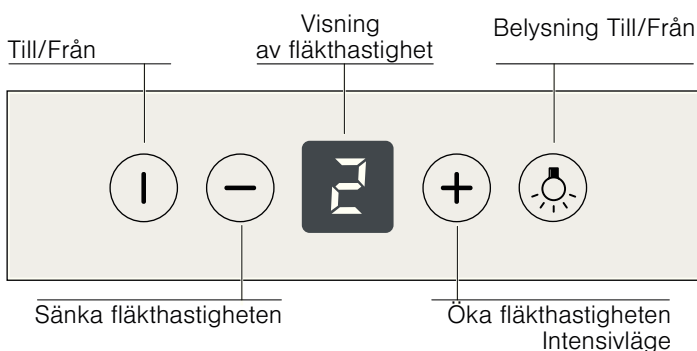 Till/Från
Visning
av fläkthastighet
Belysning Till/Från
2
Sänka fläkthastigheten
Öka fläkthastigheten
Intensivläge